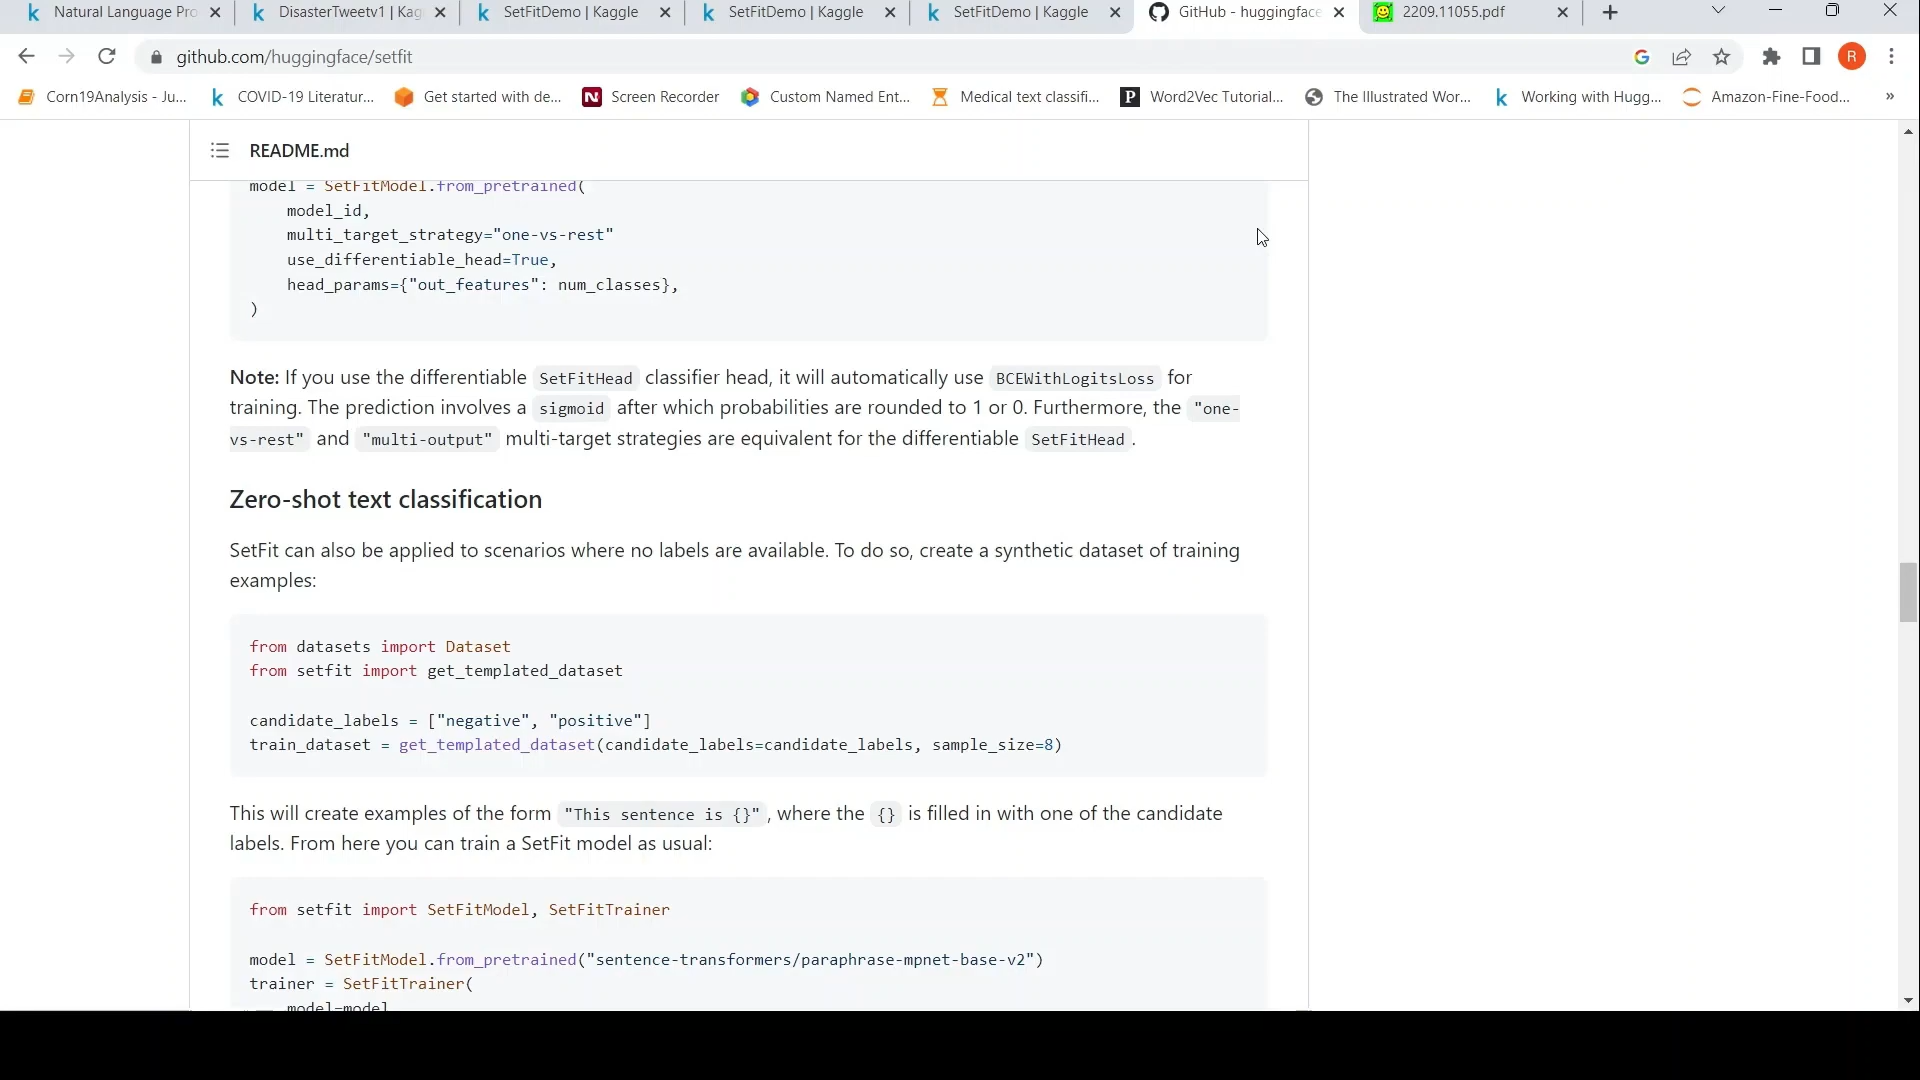 Natural Language Pro
DisasterTweetv1 | Kag
SetFitDemo | Kaggle
SetFitDemo | Kaggle
SetFitDemo | Kaggle
GitHub - huggingface
2209.11055.pdf
github.com/huggingface/setfit
R
Corn19Analysis - Ju...
COVID-19 Literatur...
Get started with de...
Screen Recorder
Custom Named Ent...
Medical text classifi...
Word2Vec Tutorial...
The Illustrated Wor...
Working with Hugg...
Amazon-Fine-Food...
»
README.md
model = SetFitModel.from_pretrained(
model_id,
multi_target_strategy="one-vs-rest"
use_differentiable_head=True,
head_params={"out_features": num_classes},
)
Note: If you use the differentiable SetFitHead classifier head, it will automatically use BCEWithLogitsLoss for
training. The prediction involves a sigmoid after which probabilities are rounded to 1 or 0. Furthermore, the "one-
vs-rest" and "multi-output" multi-target strategies are equivalent for the differentiable SetFitHead .
Zero-shot text classification
SetFit can also be applied to scenarios where no labels are available. To do so, create a synthetic dataset of training
examples:
from datasets import Dataset
from setfit import get_templated_dataset
candidate_labels = ["negative", "positive"]
train_dataset = get_templated_dataset(candidate_labels=candidate_labels, sample_size=8)
This will create examples of the form "This sentence is {}" , where the {} is filled in with one of the candidate
labels. From here you can train a SetFit model as usual:
from setfit import SetFitModel, SetFitTrainer
model = SetFitModel.from_pretrained("sentence-transformers/paraphrase-mpnet-base-v2")
trainer = SetFitTrainer(
model=model